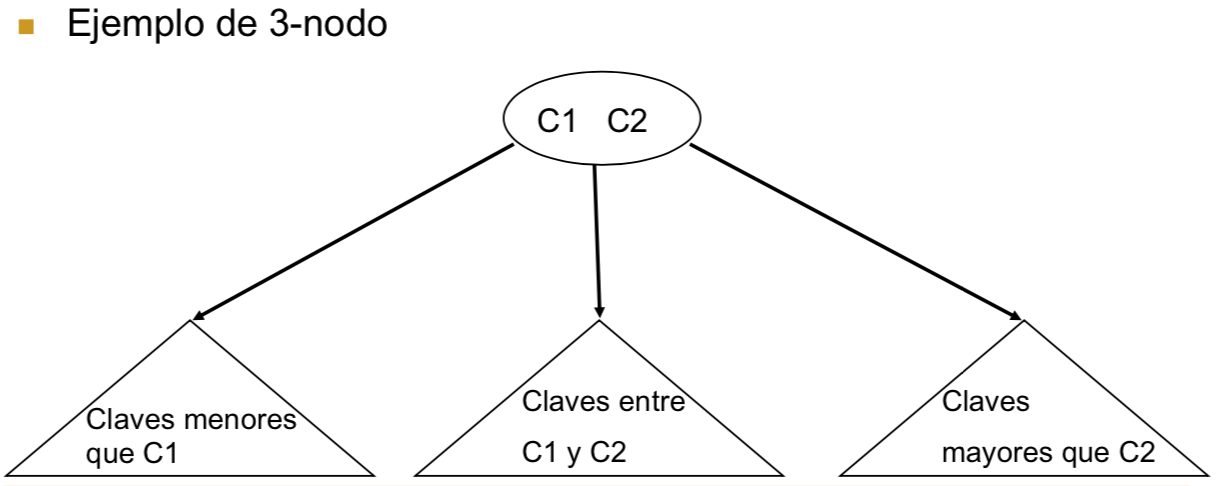 Ejemplo de 3-nodo
C1 C2
Claves menores
que C1
Claves entre
C1 y C2
Claves
mayores que C2